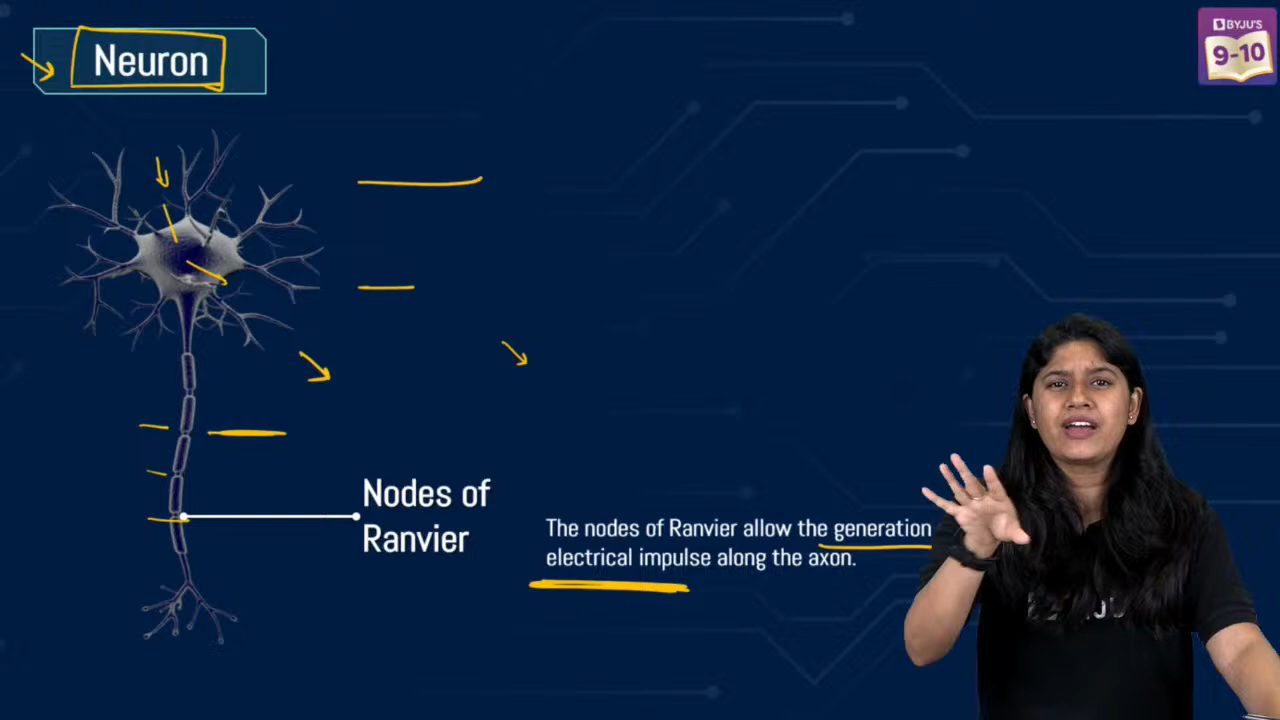 Neuron
BYJU'S
9-10
Nodes of
Ranvier
The nodes of Ranvier allow the generation
electrical impulse along the axon.